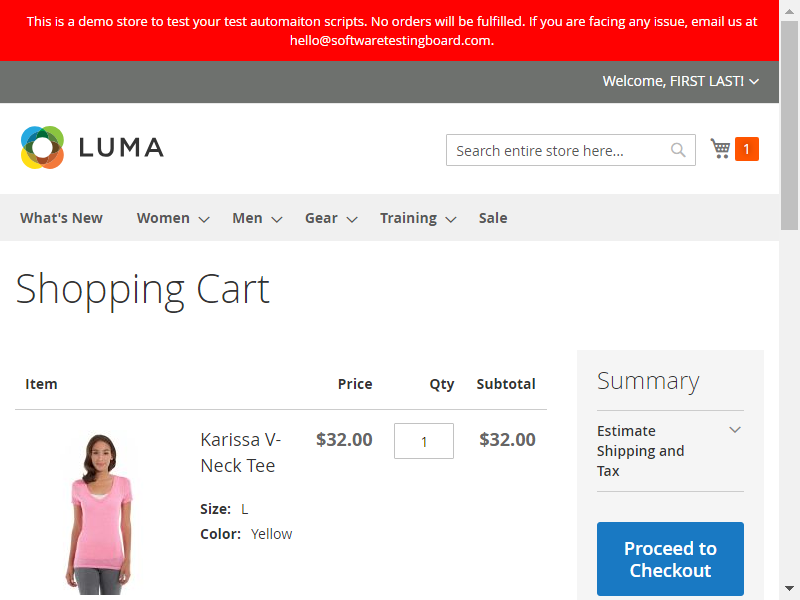 This is a demo store to test your test automaiton scripts. No orders will be fulfilled. If you are facing any issue, email us at
hello@softwaretestingboard.com.
Welcome, FIRST LAST!
LUMA
Search entire store here...
1
What's New Women Men Gear Training Sale
Shopping Cart
Item Price Qty Subtotal
Karissa V-
Neck Tee
$32.00 1 $32.00
Size: L
Color: Yellow
Summary
Estimate
Shipping and
Tax
Proceed to
Checkout